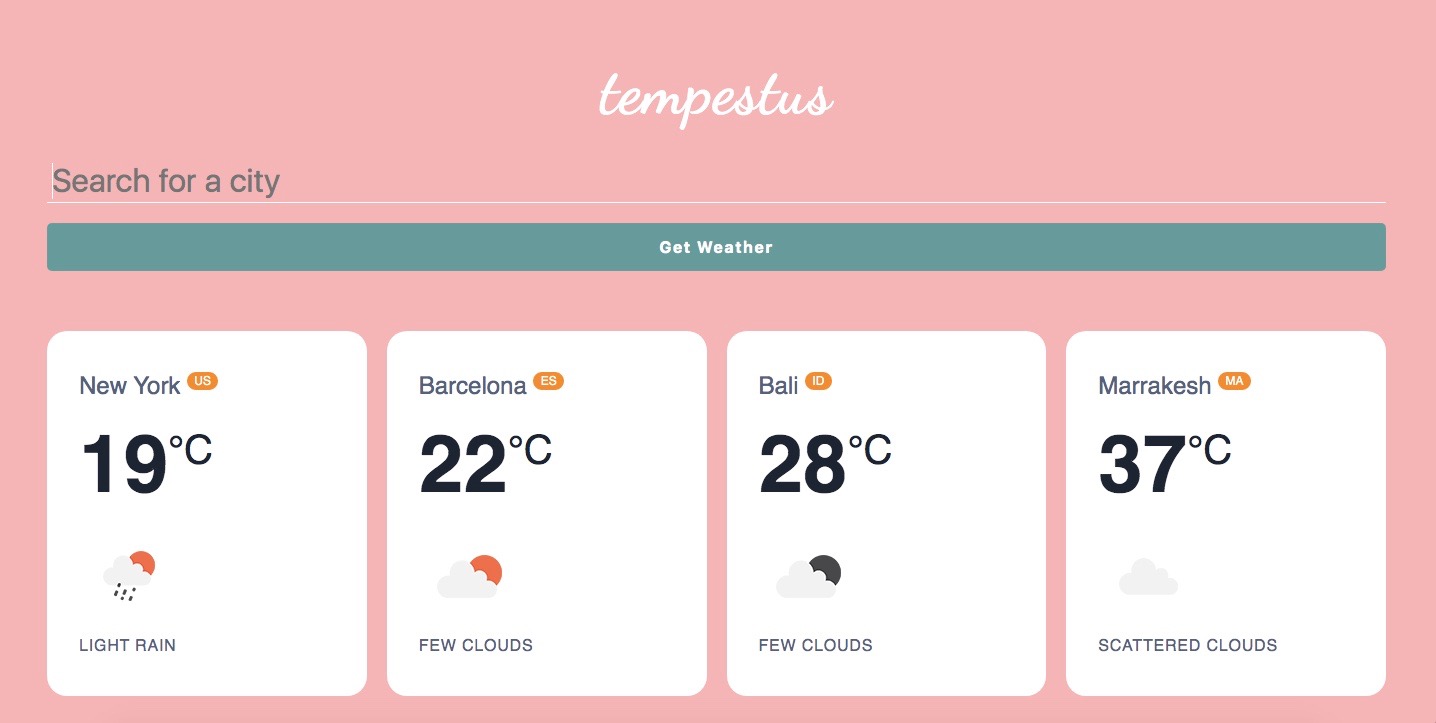 tempestus
Search for a city
Get Weather
New York US
19°C
LIGHT RAIN
Barcelona ES
22°C
FEW CLOUDS
Bali ID
28°C
FEW CLOUDS
Marrakesh MA
37°C
SCATTERED CLOUDS